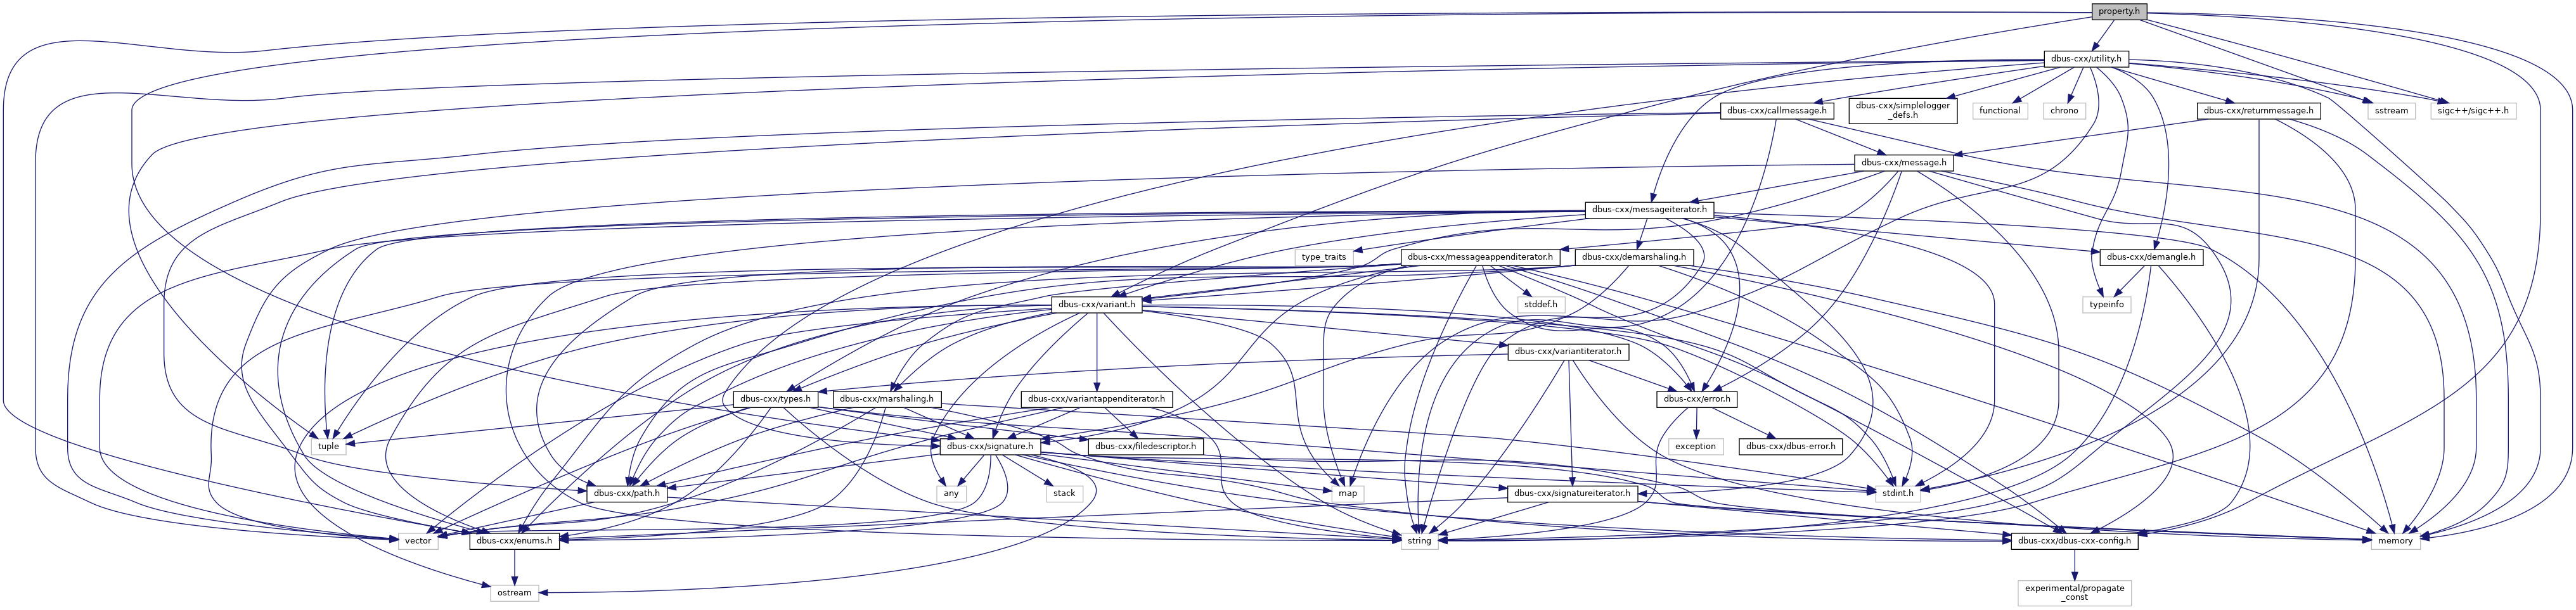 property.h
dbus-cxx/utility.h
dbus-cxx/callmessage.h
dbus-cxx/simplelogger
_defs.h
functional
chrono
dbus-cxx/returnmessage.h
sstream
sigc++/sigc++.h
dbus-cxx/message.h
dbus-cxx/messageiterator.h
type_traits
dbus-cxx/messageappenditerator.h
dbus-cxx/demarshaling.h
dbus-cxx/demangle.h
dbus-cxx/variant.h
stddef.h
typeinfo
dbus-cxx/variantiterator.h
dbus-cxx/types.h
dbus-cxx/marshaling.h
dbus-cxx/variantappenditerator.h
dbus-cxx/error.h
tuple
dbus-cxx/signature.h
dbus-cxx/filedescriptor.h
exception
dbus-cxx/dbus-error.h
dbus-cxx/path.h
any
stack
map
dbus-cxx/signatureiterator.h
stdint.h
vector
dbus-cxx/enums.h
string
dbus-cxx/dbus-cxx-config.h
memory
ostream
experimental/propagate
_const